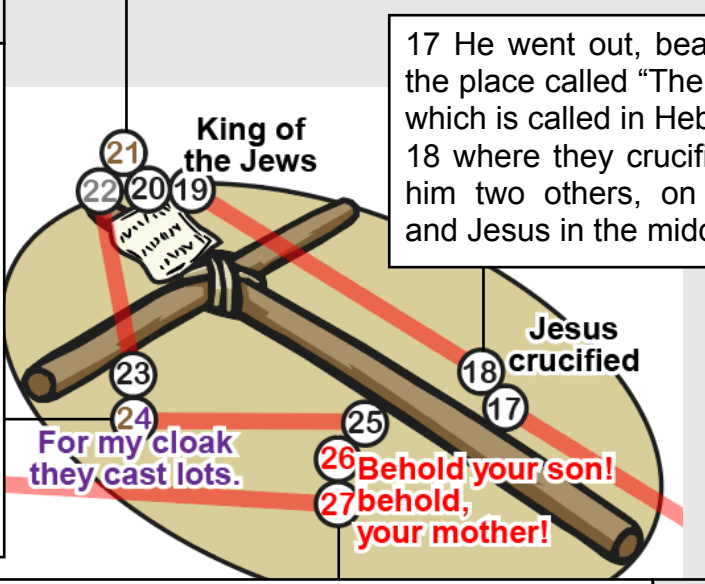 17 He went out, bea
the place called “The
which is called in Heb
18 where they crucif
him two others, on
and Jesus in the midd
King of
the Jews
21
22 20 19
Jesus
crucified
18
17
23
24
For my cloak
they cast lots.
25
26 Behold your son!
27 behold,
your mother!